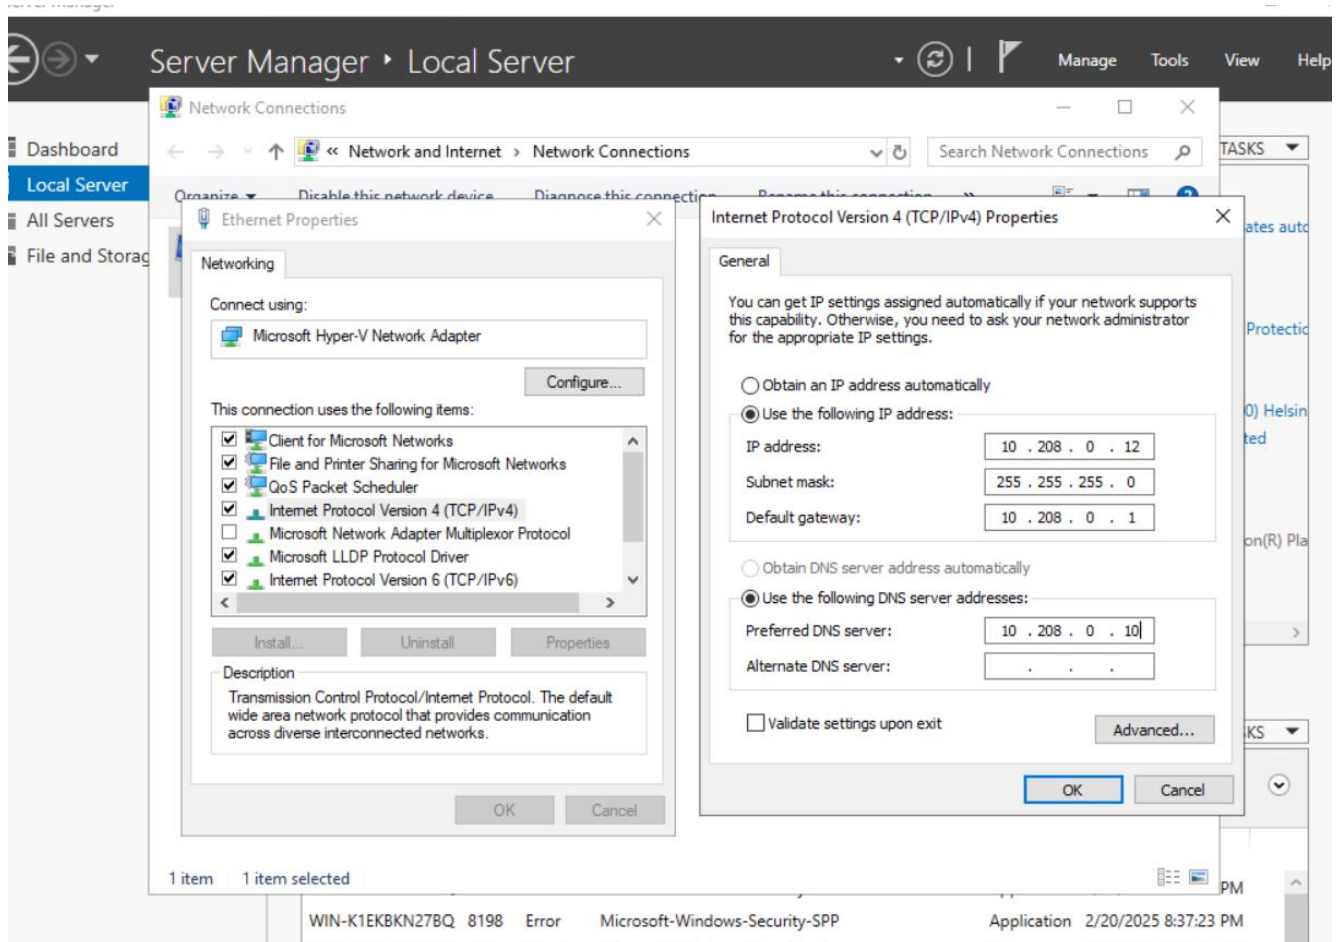 Server Manager
Server Manager ‣ Local Server
Manage Tools View Help
Network Connections
Dashboard
Local Server
All Servers
File and Storag
« Network and Internet › Network Connections
Search Network Connections
TASKS
Organize Disable this network device Diagnose this connection Rename this connection »
Ethernet Properties
Networking
Connect using:
Microsoft Hyper-V Network Adapter
Configure...
This connection uses the following items:
Client for Microsoft Networks
File and Printer Sharing for Microsoft Networks
QoS Packet Scheduler
Internet Protocol Version 4 (TCP/IPv4)
Microsoft Network Adapter Multiplexor Protocol
Microsoft LLDP Protocol Driver
Internet Protocol Version 6 (TCP/IPv6)
Install... Uninstall Properties
Description
Transmission Control Protocol/Internet Protocol. The default
wide area network protocol that provides communication
across diverse interconnected networks.
OK Cancel
Internet Protocol Version 4 (TCP/IPv4) Properties
General
You can get IP settings assigned automatically if your network supports
this capability. Otherwise, you need to ask your network administrator
for the appropriate IP settings.
Obtain an IP address automatically
Use the following IP address:
IP address: 10 . 208 . 0 . 12
Subnet mask: 255 . 255 . 255 . 0
Default gateway: 10 . 208 . 0 . 1
Obtain DNS server address automatically
Use the following DNS server addresses:
Preferred DNS server: 10 . 208 . 0 . 10
Alternate DNS server: . . .
Validate settings upon exit
Advanced...
OK Cancel
ates auto
Protectio
0) Helsin
ted
on(R) Pla
KS
1 item 1 item selected
PM
WIN-K1EKBKN27BQ 8198 Error Microsoft-Windows-Security-SPP Application 2/20/2025 8:37:23 PM